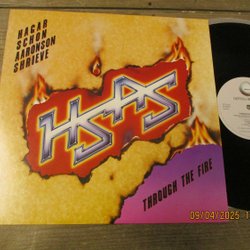 HAGAR
SCHON
AARONSON
SHRIEVE
HSAS
THROUGH THE FIRE
09/04/2025